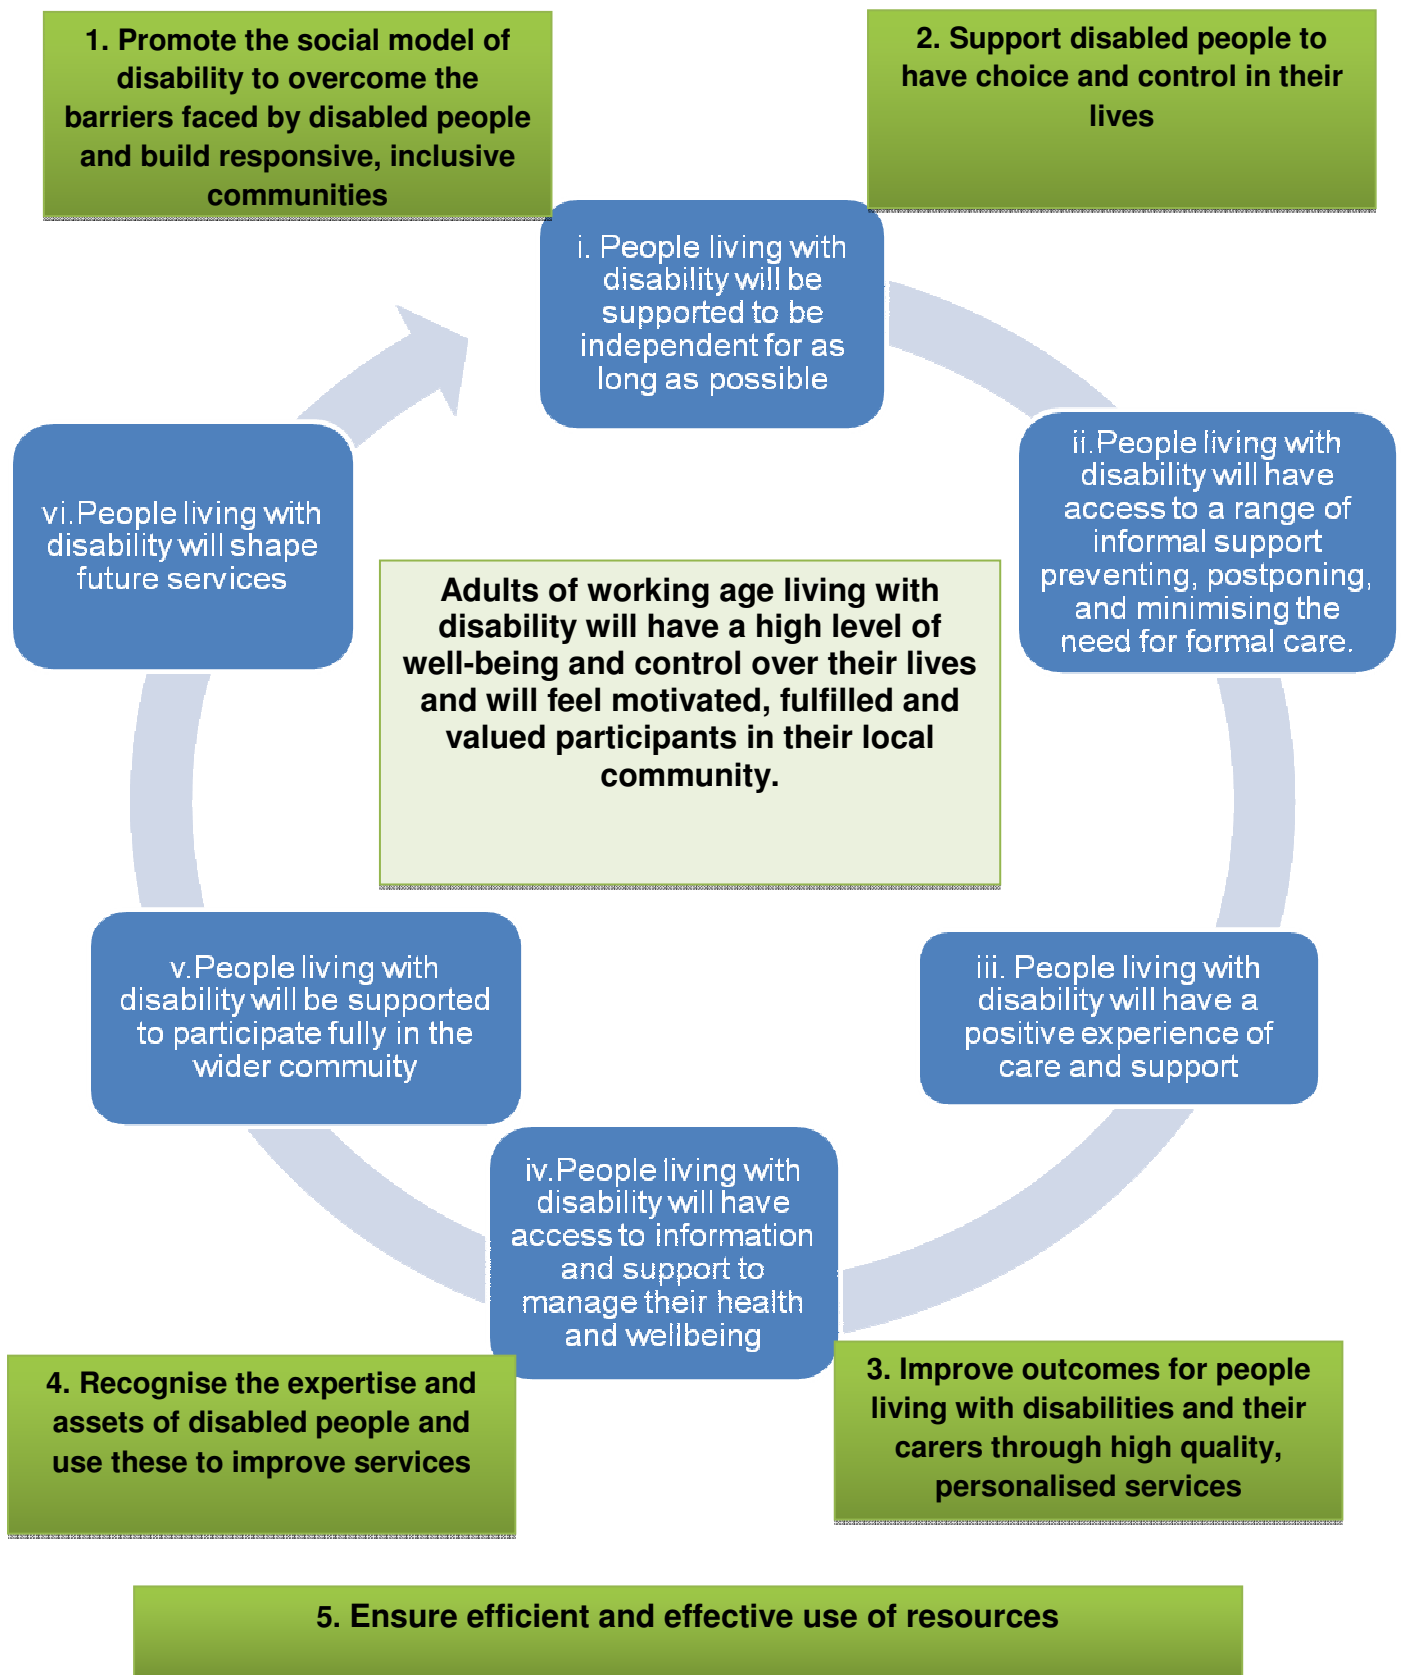 1. Promote the social model of
disability to overcome the
barriers faced by disabled people
and build responsive, inclusive
communities
2. Support disabled people to
have choice and control in their
lives
i. People living with
disability will be
supported to be
independent for as
long as possible
ii.People living with
disability will have
access to a range of
informal support
preventing, postponing,
and minimising the
need for formal care.
vi.People living with
disability will shape
future services
Adults of working age living with
disability will have a high level of
well-being and control over their lives
and will feel motivated, fulfilled and
valued participants in their local
community.
v.People living with
disability will be supported
to participate fully in the
wider commuity
iii. People living with
disability will have a
positive experience of
care and support
iv.People living with
disability will have
access to information
and support to
manage their health
and wellbeing
4. Recognise the expertise and
assets of disabled people and
use these to improve services
3. Improve outcomes for people
living with disabilities and their
carers through high quality,
personalised services
5. Ensure efficient and effective use of resources